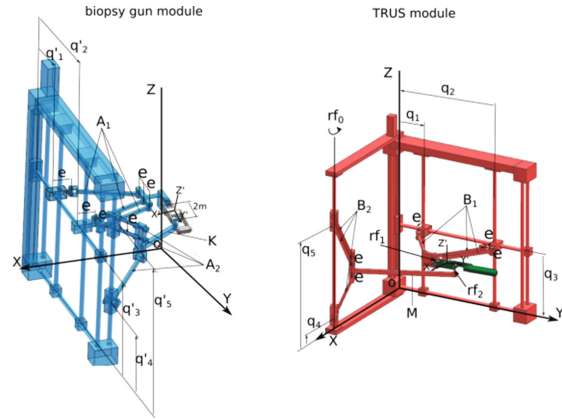 biopsy gun module
TRUS module
q'₂
q'₁
Z
A₁
e
e
e
Z'
X'
2m
e
e
K
X
O
A₂
Y
q'₅
q'₃
q'₄
Z
q₂
q₁
rf₀
B₂
B₁
e
rf₁
Z'
e
e
e
rf₂
q₅
q₃
O
q₄
X
M
Y